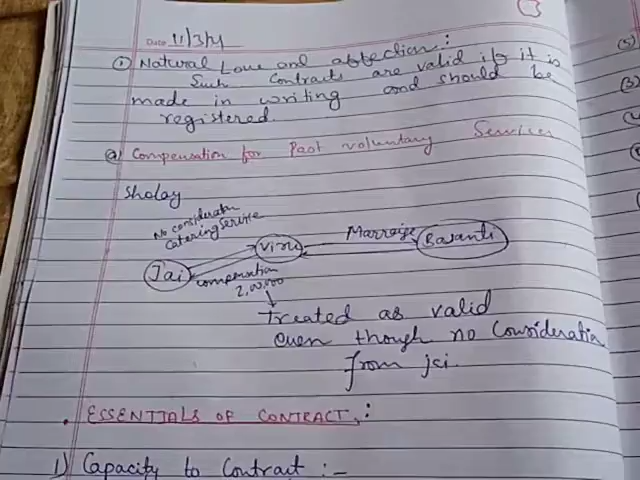 Date 11/3/24
① Natural Love and affection:
Such contracts are valid if it is
made in writing and should be
registered.
② Compensation for Past voluntary Services
Sholay
No consideration
Catering Service
Jai
Viru
Marraige
Basanti
compensation
2,00,000
treated as valid
even though no Consideration
from jai.
• ESSENTIALS OF CONTRACT:
1) Capacity to Contract :-
(5)
(3)